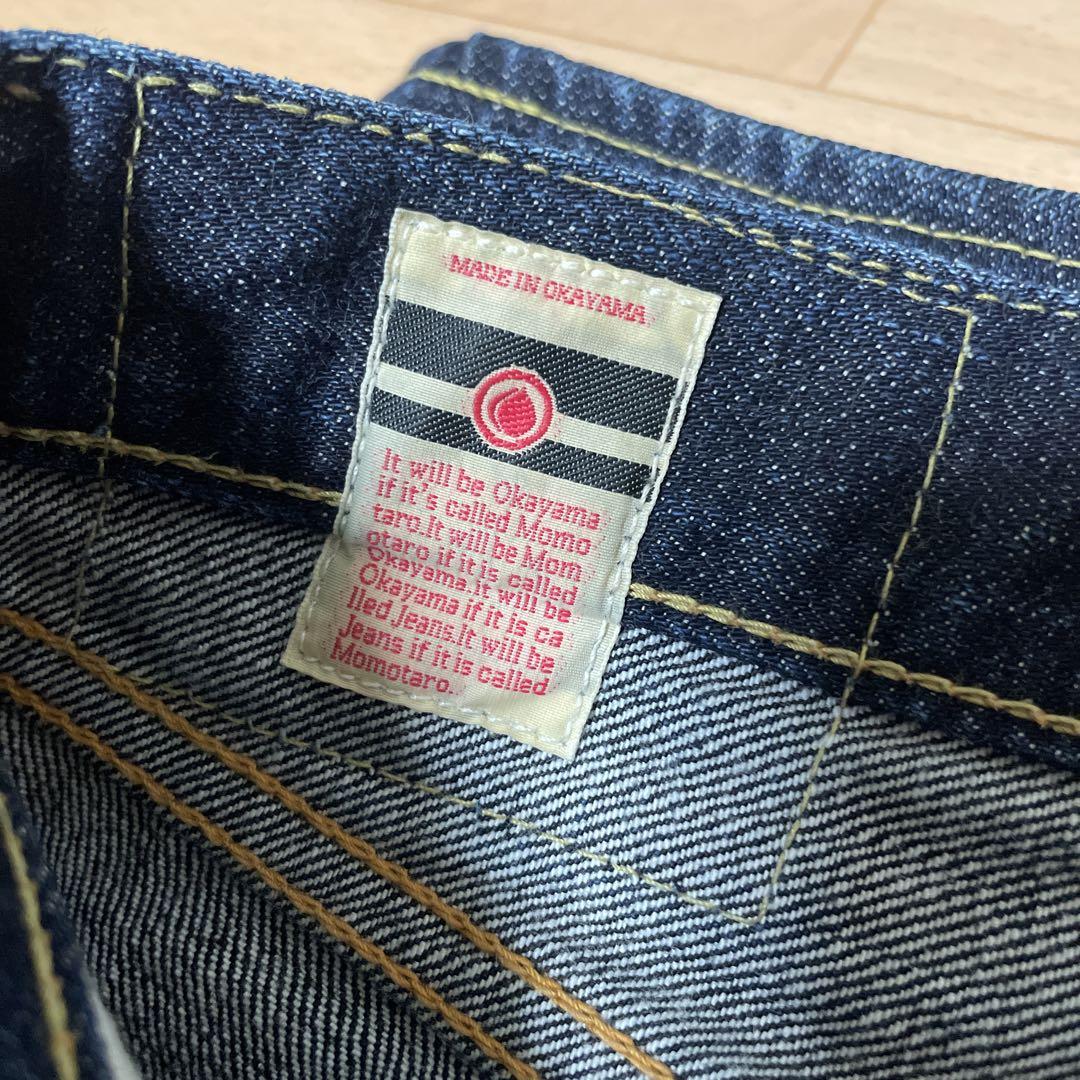 MADE IN OKAYAMA
It will be Okayama
if it's called Momo
taro.It will be Mom
otaro if it is called
Okayama.it will be
Okayama if it is ca
lled Jeans.It will be
Jeans if it is called
Momotaro.